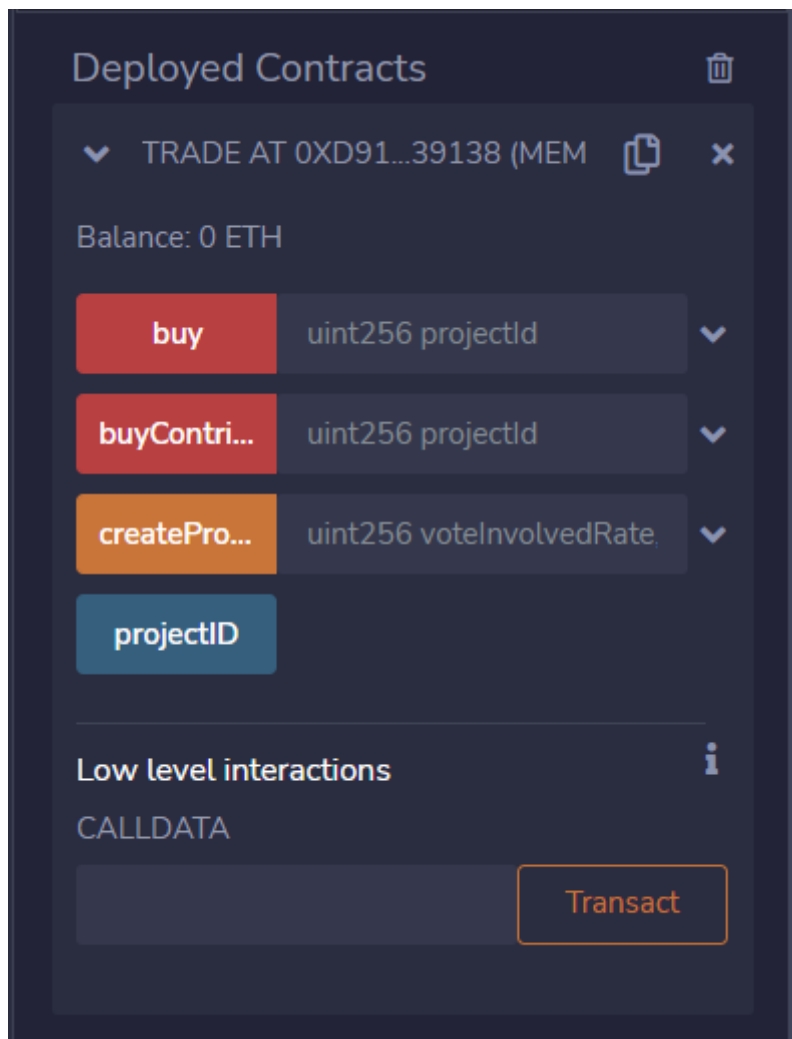 Deployed Contracts
TRADE AT 0XD91...39138 (MEM
Balance: 0 ETH
buy uint256 projectId
buyContri... uint256 projectId
createPro... uint256 voteInvolvedRate,
projectID
Low level interactions
CALLDATA
Transact